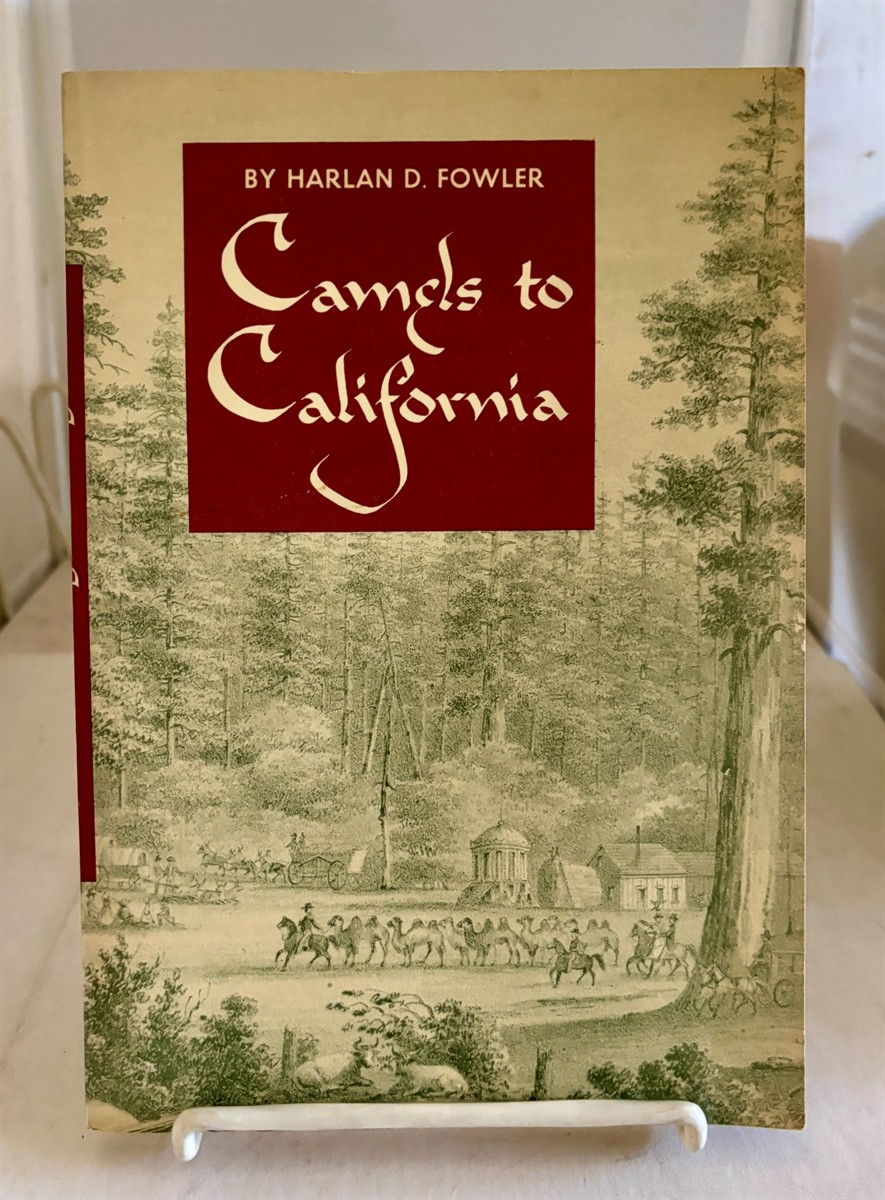 BY HARLAN D. FOWLER
Camels to
California